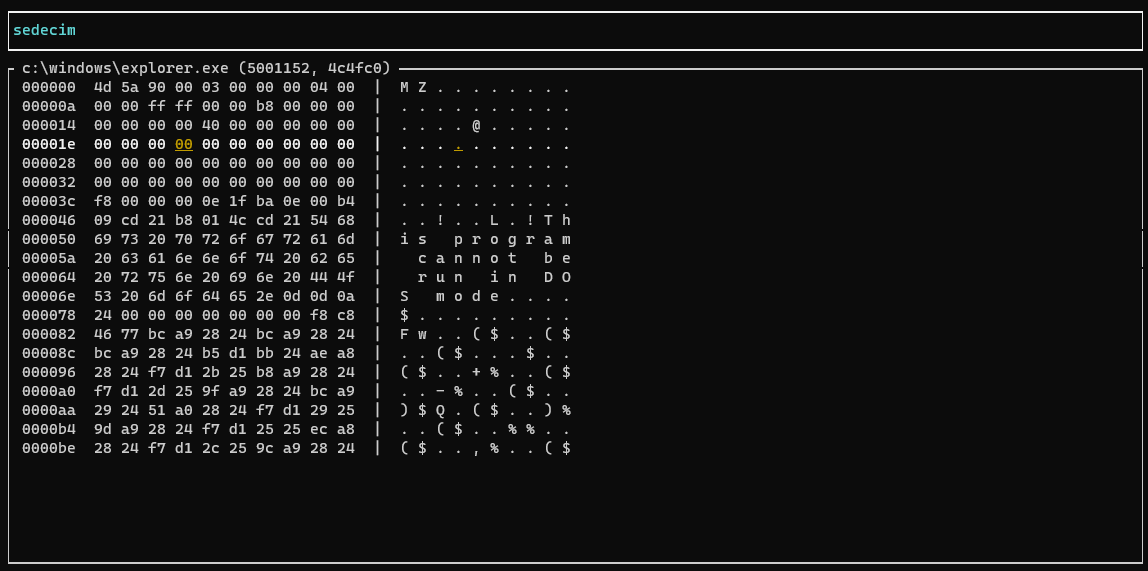 sedecim
c:\windows\explorer.exe (5001152, 4c4fc0)
000000  4d 5a 90 00 03 00 00 00 04 00  |  M Z . . . . . . . .
00000a  00 00 ff ff 00 00 b8 00 00 00  |  . . . . . . . . . .
000014  00 00 00 00 40 00 00 00 00 00  |  . . . . @ . . . . .
00001e  00 00 00 00 00 00 00 00 00 00  |  . . . . . . . . . .
000028  00 00 00 00 00 00 00 00 00 00  |  . . . . . . . . . .
000032  00 00 00 00 00 00 00 00 00 00  |  . . . . . . . . . .
00003c  f8 00 00 00 0e 1f ba 0e 00 b4  |  . . . . . . . . . .
000046  09 cd 21 b8 01 4c cd 21 54 68  |  . . ! . . L . ! T h
000050  69 73 20 70 72 6f 67 72 61 6d  |  i s   p r o g r a m
00005a  20 63 61 6e 6e 6f 74 20 62 65  |    c a n n o t   b e
000064  20 72 75 6e 20 69 6e 20 44 4f  |    r u n   i n   D O
00006e  53 20 6d 6f 64 65 2e 0d 0d 0a  |  S   m o d e . . . .
000078  24 00 00 00 00 00 00 00 f8 c8  |  $ . . . . . . . . .
000082  46 77 bc a9 28 24 bc a9 28 24  |  F w . . ( $ . . ( $
00008c  bc a9 28 24 b5 d1 bb 24 ae a8  |  . . ( $ . . . $ . .
000096  28 24 f7 d1 2b 25 b8 a9 28 24  |  ( $ . . + % . . ( $
0000a0  f7 d1 2d 25 9f a9 28 24 bc a9  |  . . - % . . ( $ . .
0000aa  29 24 51 a0 28 24 f7 d1 29 25  |  ) $ Q . ( $ . . ) %
0000b4  9d a9 28 24 f7 d1 25 25 ec a8  |  . . ( $ . . % % . .
0000be  28 24 f7 d1 2c 25 9c a9 28 24  |  ( $ . . , % . . ( $